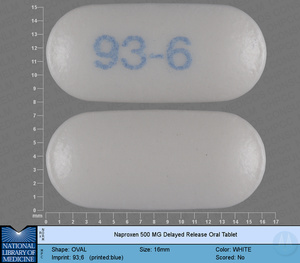 15
14
13
12
11
10
9
8
7
6
5
4
3
2
1
0
93-6
mm 0 1 2 3 4 5 6 7 8 9 10 11 12 13 14 15 16 17
Naproxen 500 MG Delayed Release Oral Tablet
NATIONAL
LIBRARY OF
MEDICINE
Shape: OVAL Size: 16mm Color: WHITE
Imprint: 93;6 (printed:blue) Scored: No